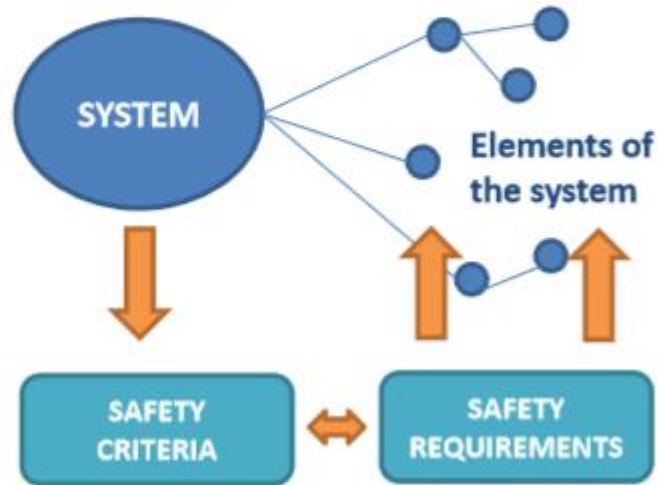 SYSTEM
Elements of
the system
SAFETY
CRITERIA
SAFETY
REQUIREMENTS